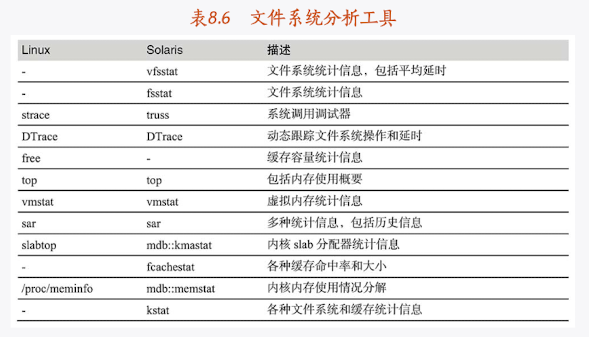 表8.6 文件系统分析工具
Linux Solaris 描述
- vfsstat 文件系统统计信息，包括平均延时
- fsstat 文件系统统计信息
strace truss 系统调用调试器
DTrace DTrace 动态跟踪文件系统操作和延时
free - 缓存容量统计信息
top top 包括内存使用概要
vmstat vmstat 虚拟内存统计信息
sar sar 多种统计信息，包括历史信息
slabtop mdb::kmastat 内核 slab 分配器统计信息
- fcachestat 各种缓存命中率和大小
/proc/meminfo mdb::memstat 内核内存使用情况分解
- kstat 各种文件系统和缓存统计信息